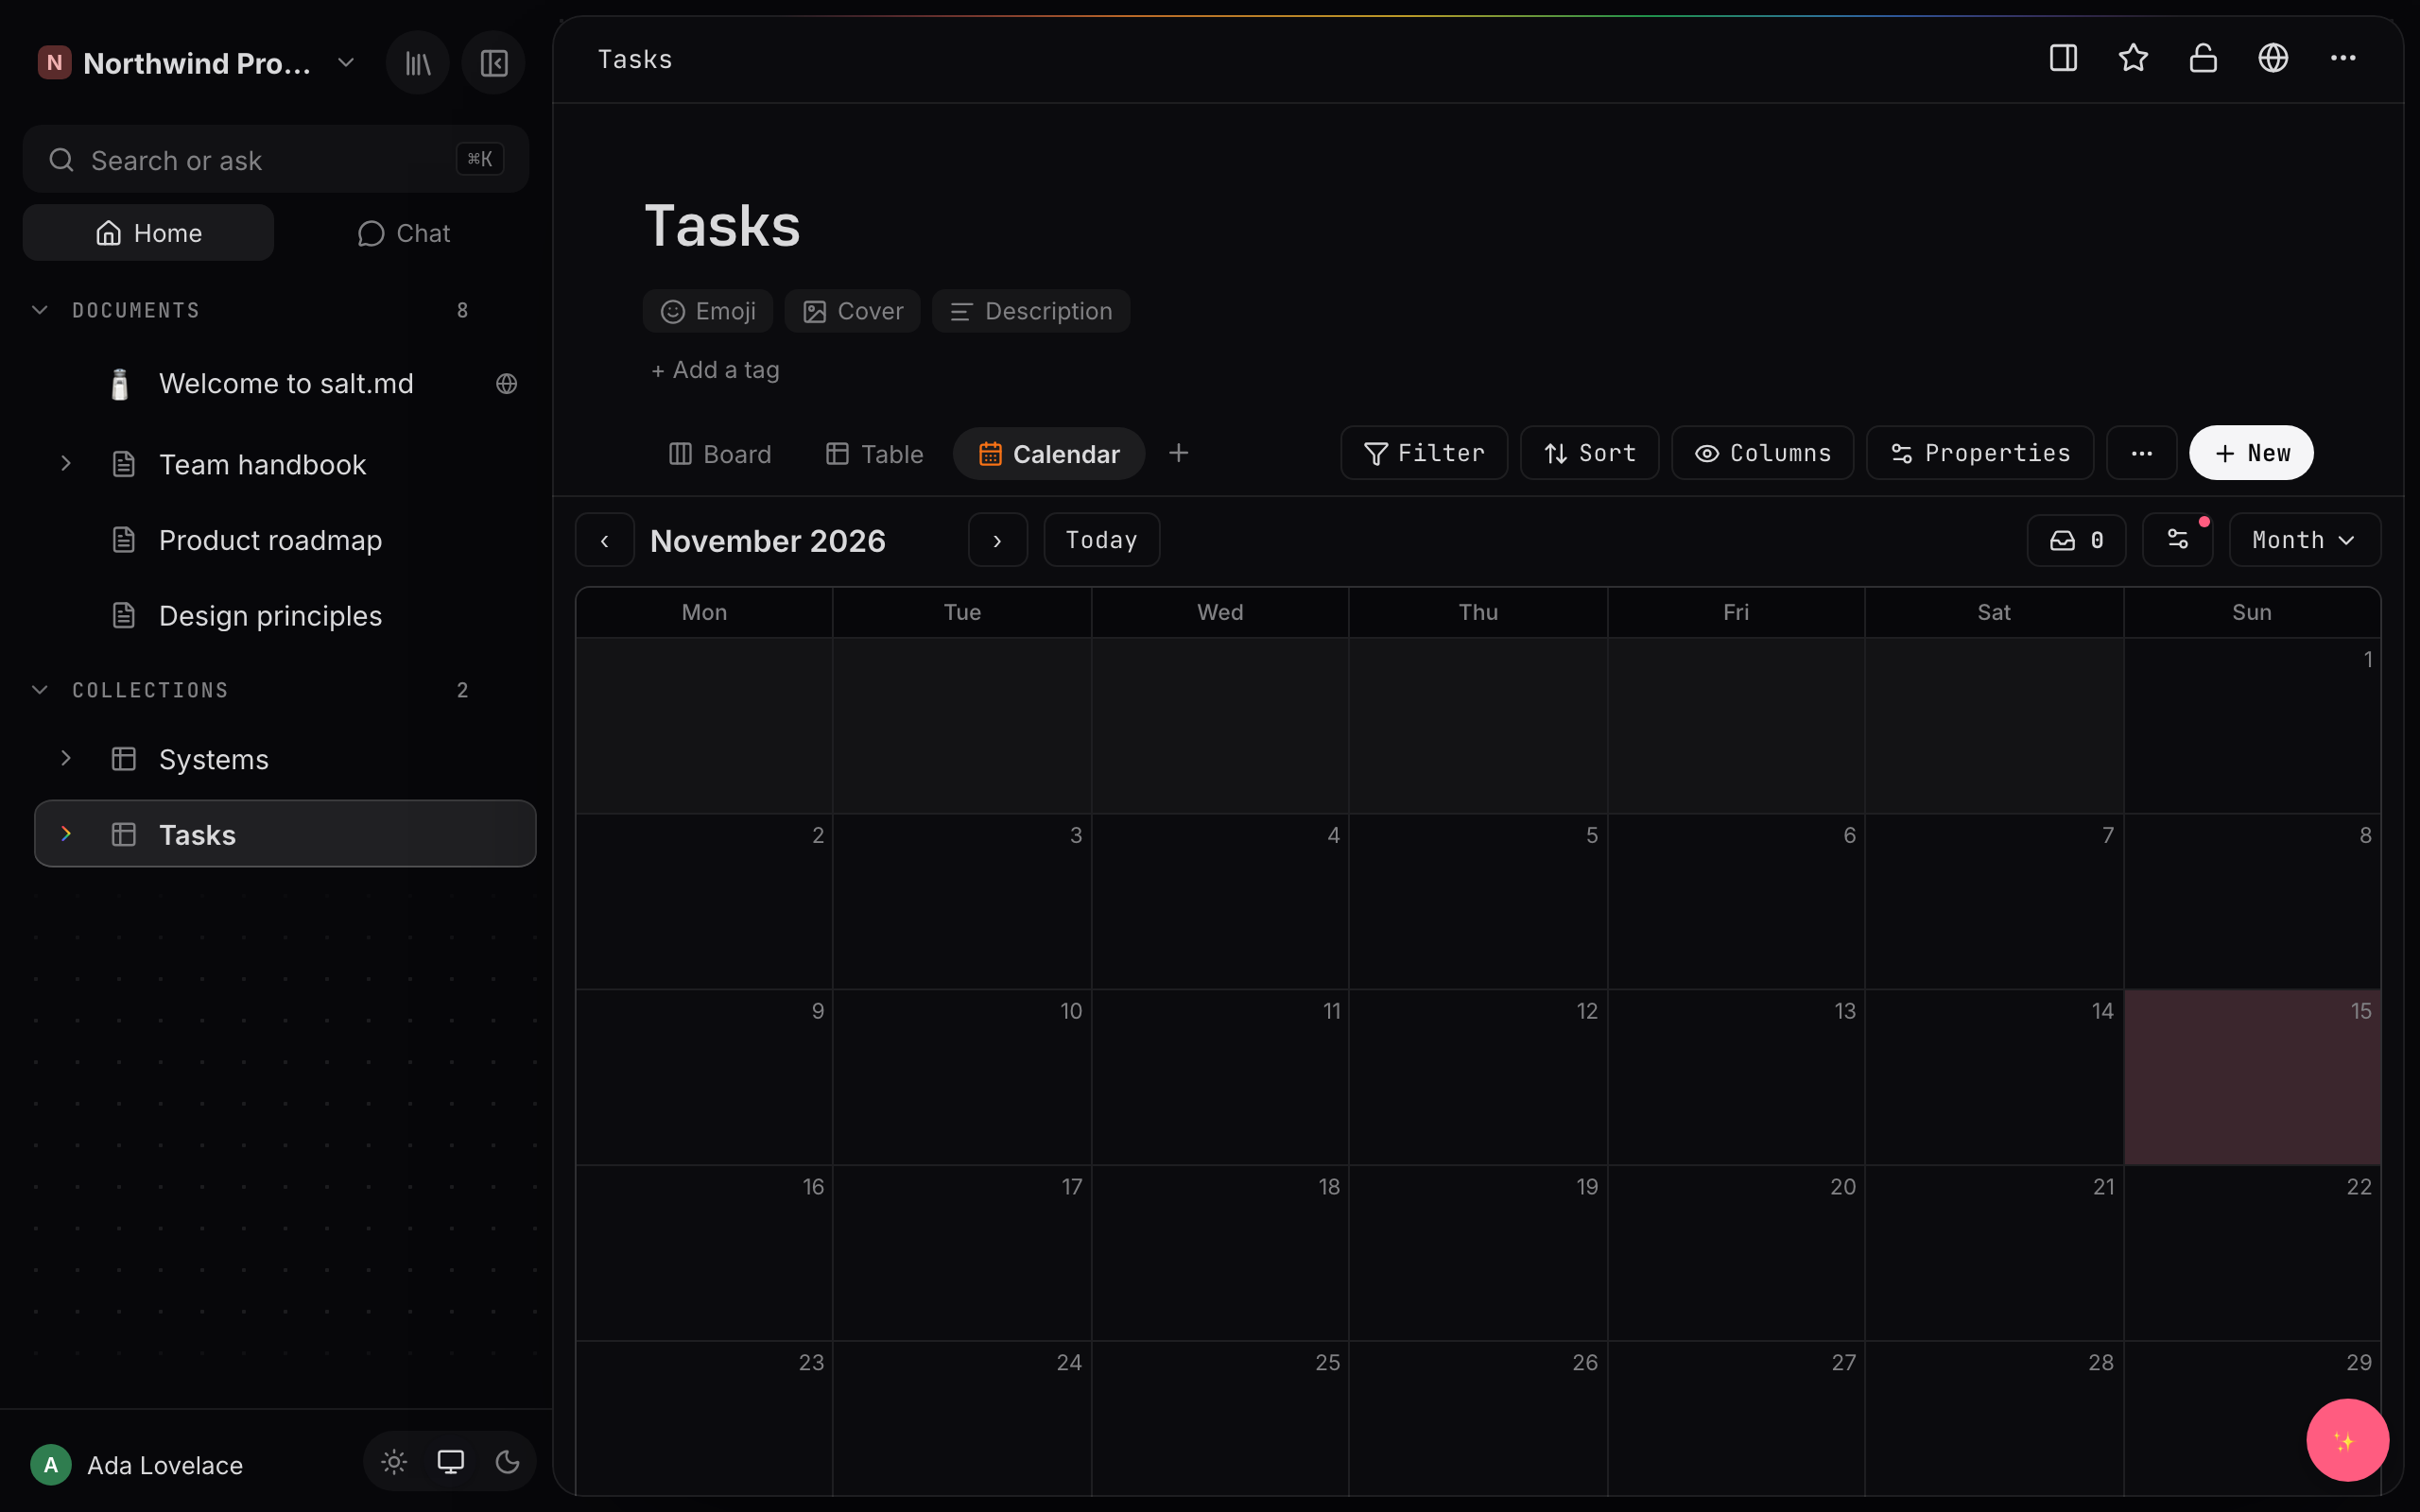 N Northwind Pro...
Search or ask ⌘K
Home Chat
DOCUMENTS 8
Welcome to salt.md
Team handbook
Product roadmap
Design principles
COLLECTIONS 2
Systems
Tasks
A Ada Lovelace
Tasks
Tasks
Emoji Cover Description
+ Add a tag
Board Table Calendar + Filter Sort Columns Properties ... + New
‹ November 2026 › Today 0 Month
Mon Tue Wed Thu Fri Sat Sun
1
2 3 4 5 6 7 8
9 10 11 12 13 14 15
16 17 18 19 20 21 22
23 24 25 26 27 28 29